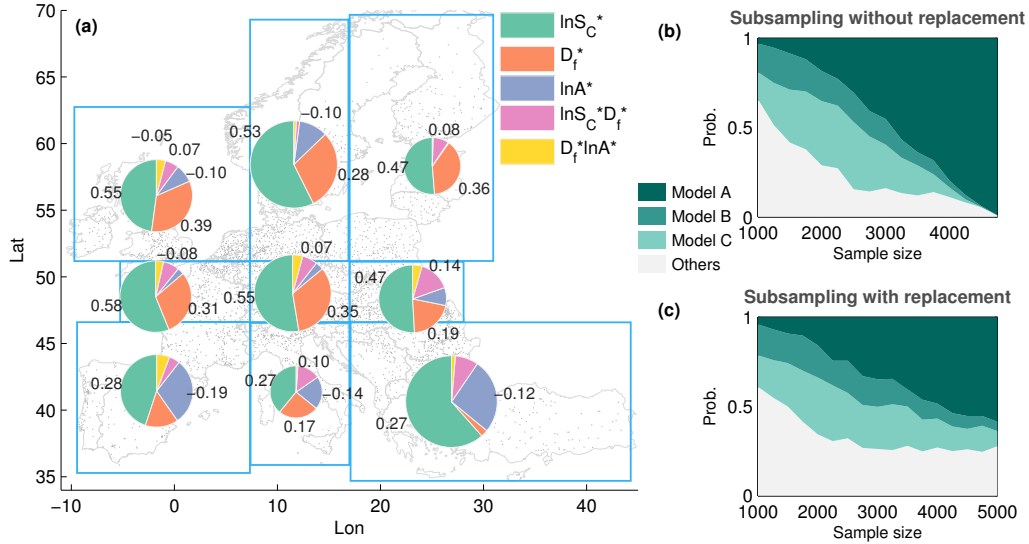 (a)
lnS_C*
D_f*
lnA*
lnS_C*D_f*
D_f*lnA*
70
65
60
55
50
45
40
35
Lat
−10
0
10
20
30
40
Lon
−0.05
0.07
−0.10
0.55
0.39
0.53
−0.10
0.28
0.08
0.47
0.36
−0.08
0.58
0.31
0.07
0.55
0.35
0.47
0.14
0.19
0.28
−0.19
0.10
0.27
−0.14
0.17
−0.12
0.27
Subsampling without replacement
(b)
1
0.5
0
Prob.
1000 2000 3000 4000
Sample size
Model A
Model B
Model C
Others
Subsampling with replacement
(c)
1
0.5
0
Prob.
1000 2000 3000 4000 5000
Sample size